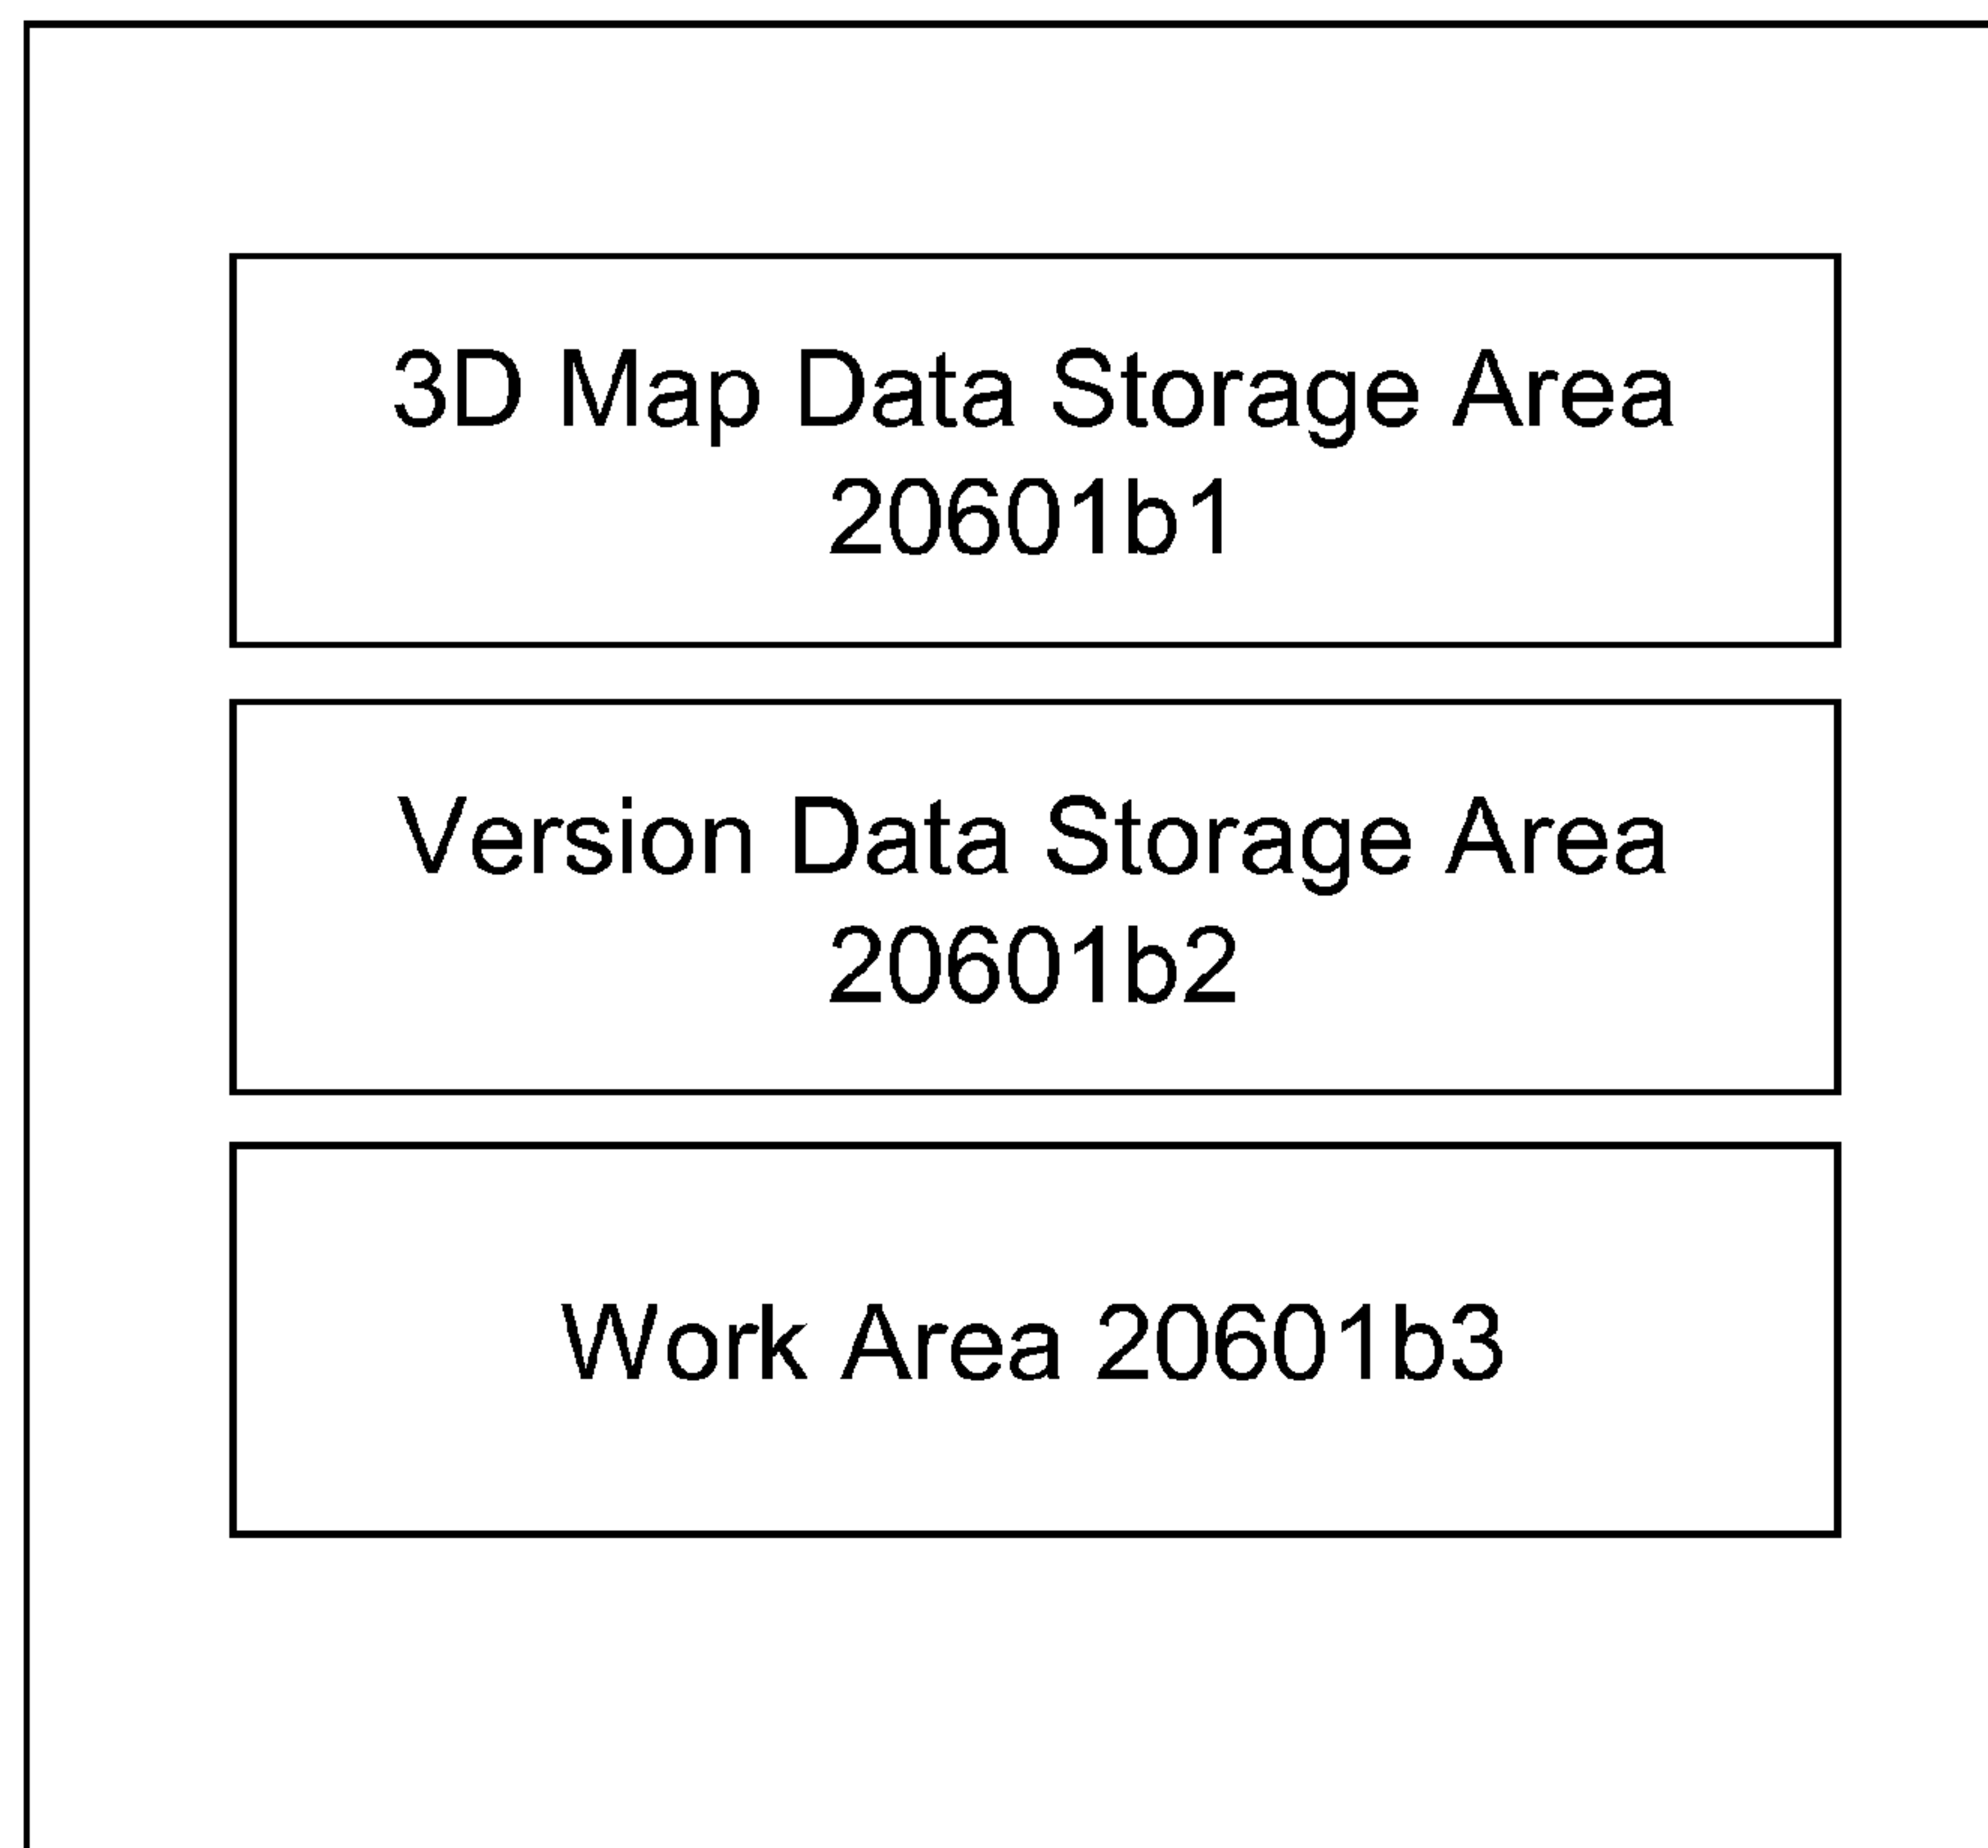 3D Map Data Storage Area
20601b1
Version Data Storage Area
20601b2
Work Area 20601b3